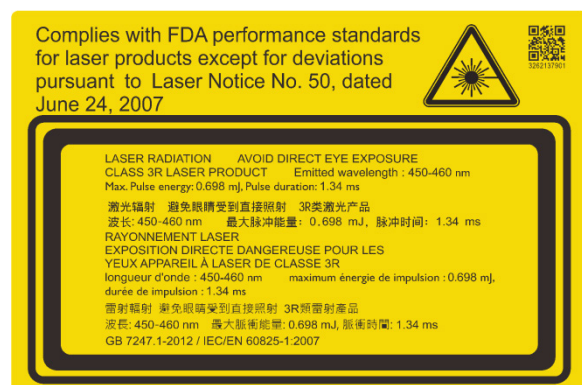 Complies with FDA performance standards
for laser products except for deviations
pursuant to Laser Notice No. 50, dated
June 24, 2007
3262137901
LASER RADIATION AVOID DIRECT EYE EXPOSURE
CLASS 3R LASER PRODUCT Emitted wavelength : 450-460 nm
Max. Pulse energy: 0.698 mJ, Pulse duration: 1.34 ms
激光辐射 避免眼睛受到直接照射 3R类激光产品
波长: 450-460 nm 最大脉冲能量： 0.698 mJ， 脉冲时间： 1.34 ms
RAYONNEMENT LASER
EXPOSITION DIRECTE DANGEREUSE POUR LES
YEUX APPAREIL À LASER DE CLASSE 3R
longueur d'onde : 450-460 nm maximum énergie de impulsion : 0.698 mJ,
durée de impulsion : 1.34 ms
雷射輻射 避免眼睛受到直接照射 3R類雷射產品
波長: 450-460 nm 最大脈衝能量: 0.698 mJ, 脈衝時間: 1.34 ms
GB 7247.1-2012 / IEC/EN 60825-1:2007